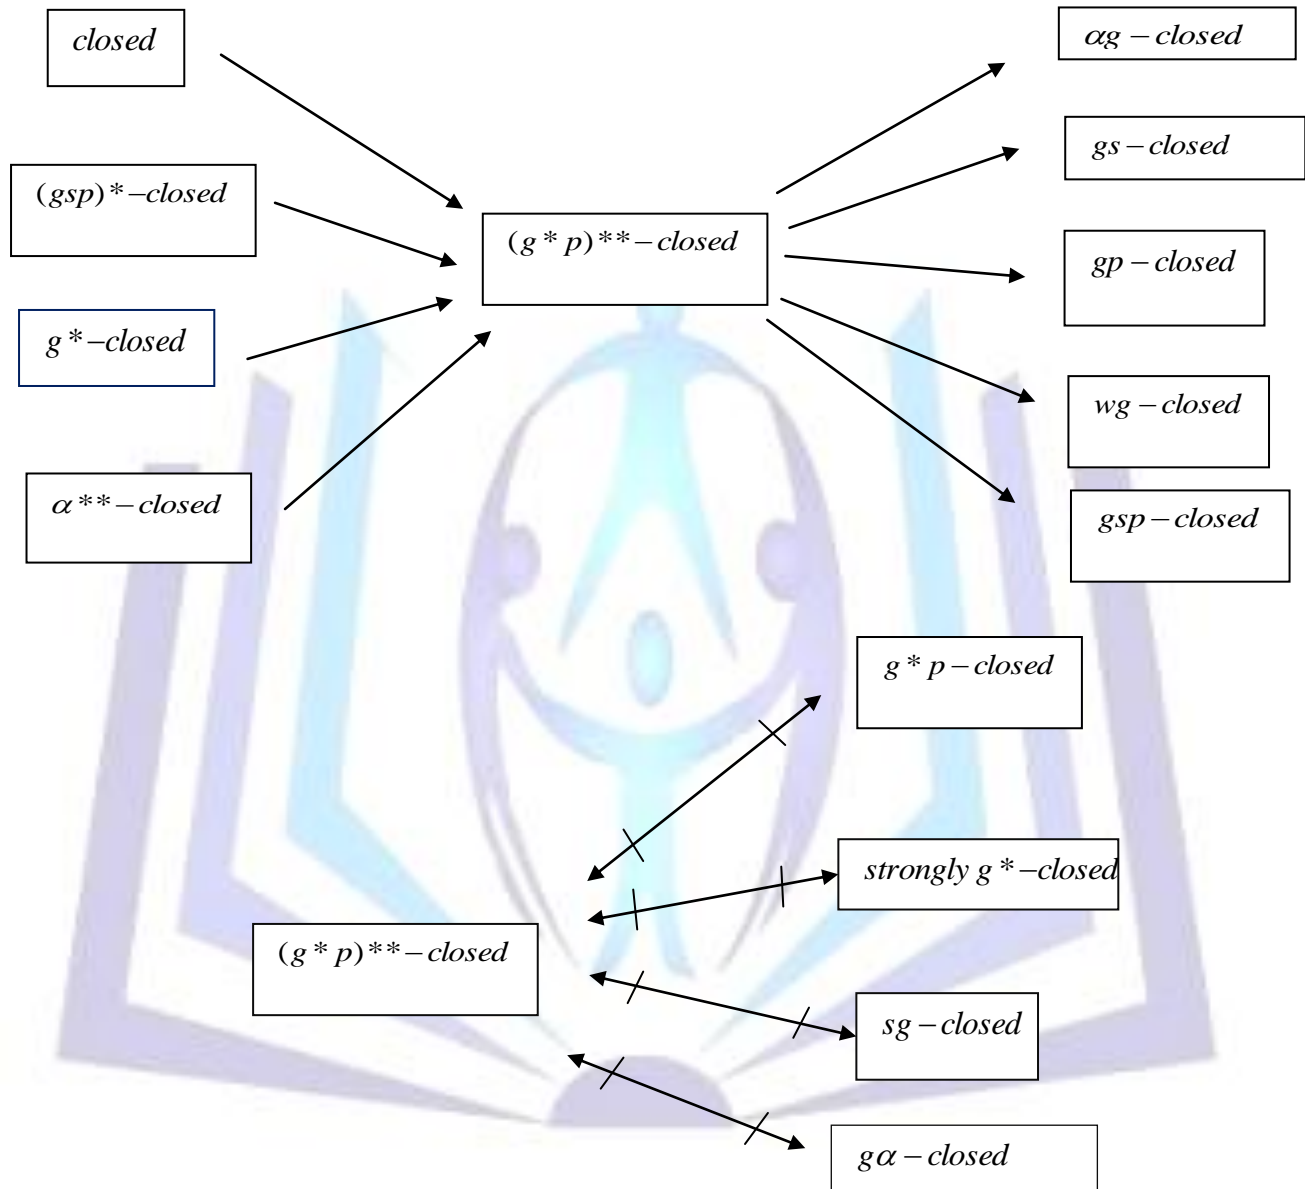 closed
(gsp)*-closed
g*-closed
α**-closed
(g*p)**-closed
αg-closed
gs-closed
gp-closed
wg-closed
gsp-closed
(g*p)**-closed
g*p-closed
strongly g*-closed
sg-closed
gα-closed